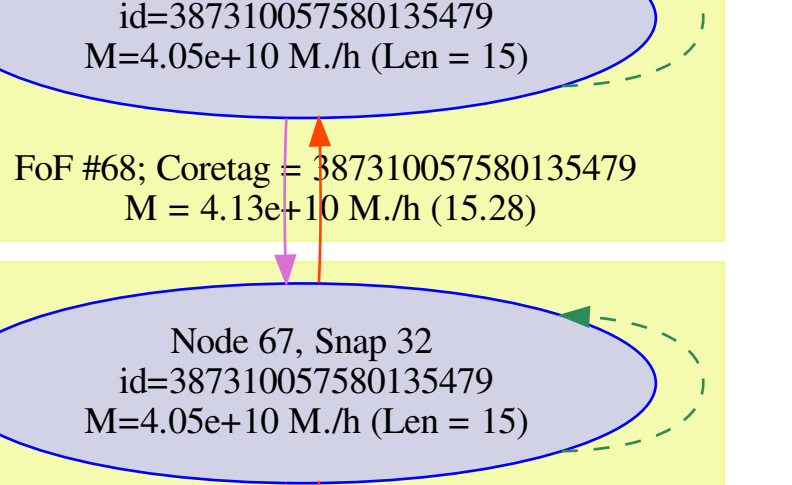 id=387310057580135479
M=4.05e+10 M./h (Len = 15)
FoF #68; Coretag = 387310057580135479
M = 4.13e+10 M./h (15.28)
Node 67, Snap 32
id=387310057580135479
M=4.05e+10 M./h (Len = 15)